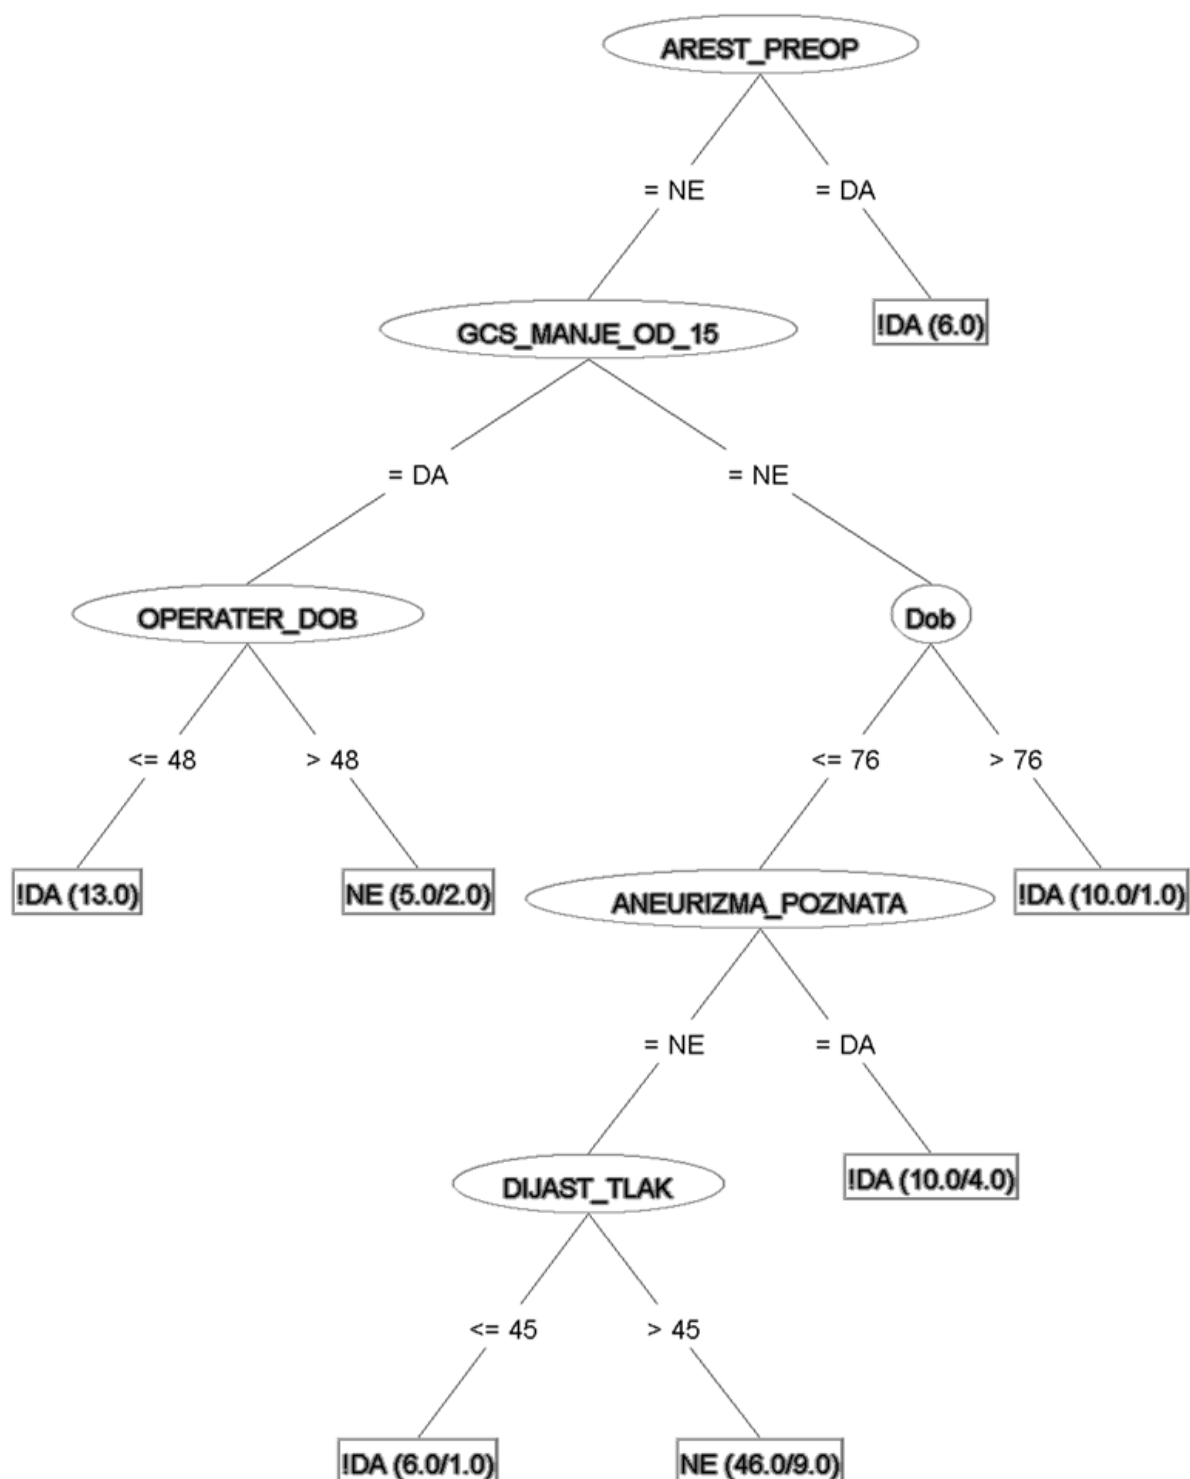 AREST_PREOP
= NE
= DA
GCS_MANJE_OD_15
!DA (6.0)
= DA
= NE
OPERATER_DOB
Dob
<= 48
> 48
<= 76
> 76
!DA (13.0)
NE (5.0/2.0)
ANEURIZMA_POZNATA
!DA (10.0/1.0)
= NE
= DA
DIJAST_TLAK
!DA (10.0/4.0)
<= 45
> 45
!DA (6.0/1.0)
NE (46.0/9.0)